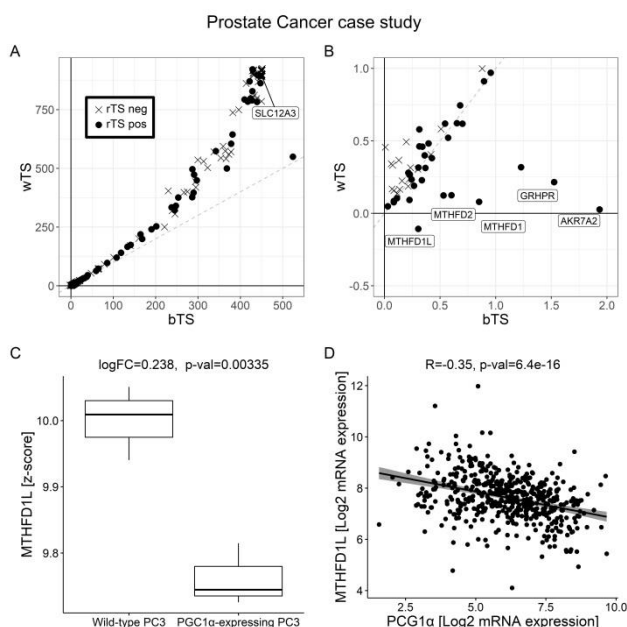 Prostate Cancer case study
A
B
wTS
750
500
250
0
0 100 200 300 400 500
bTS
× rTS neg
● rTS pos
SLC12A3
wTS
1.0
0.5
0.0
-0.5
0.0 0.5 1.0 1.5 2.0
bTS
GRHPR
MTHFD2
MTHFD1
AKR7A2
MTHFD1L
C
D
logFC=0.238, p-val=0.00335
MTHFD1L [z-score]
10.0
9.8
Wild-type PC3 PGC1α-expressing PC3
R=-0.35, p-val=6.4e-16
MTHFD1L [Log2 mRNA expression]
12
10
8
6
4
2.5 5.0 7.5 10.0
PCG1α [Log2 mRNA expression]